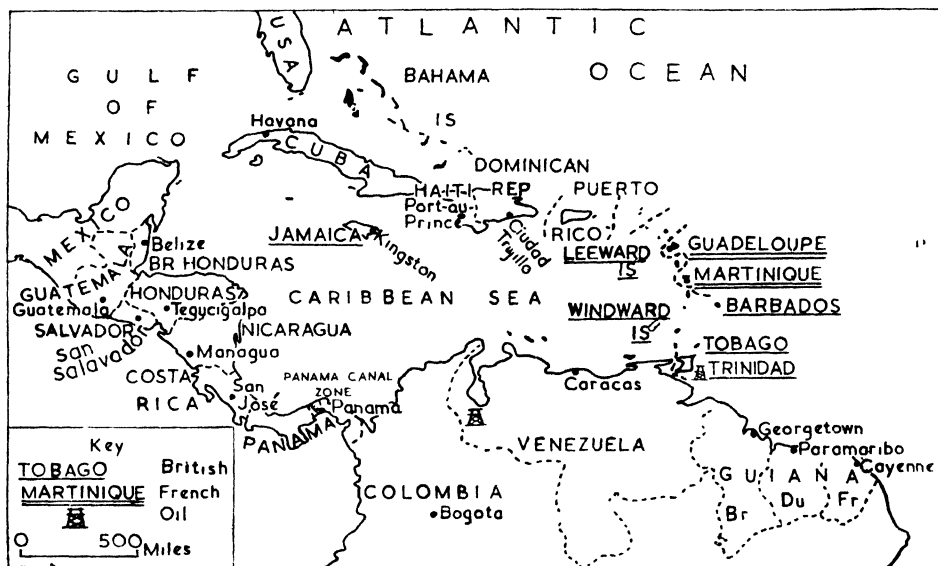 ATLANTIC
OCEAN
USA
GULF
OF
MEXICO
BAHAMA
IS
Havana
CUBA
DOMINICAN
REP
HAITI
Port-au-
Prince
Ciudad
Trujillo
PUERTO
RICO
JAMAICA
Kingston
LEEWARD
IS
GUADELOUPE
MARTINIQUE
BARBADOS
WINDWARD
IS
TOBAGO
TRINIDAD
MEXICO
Belize
BR HONDURAS
GUATEMALA
Guatemala
HONDURAS
Tegycigalpa
SALVADOR
San
Salavador
NICARAGUA
Managua
CARIBBEAN SEA
COSTA
RICA
San
José
PANAMA CANAL
ZONE
Panama
PANAMA
Caracas
VENEZUELA
COLOMBIA
Bogota
Georgetown
Paramaribo
Cayenne
GUIANA
Br
Du
Fr
Key
TOBAGO British
MARTINIQUE French
Oil
0 500 Miles